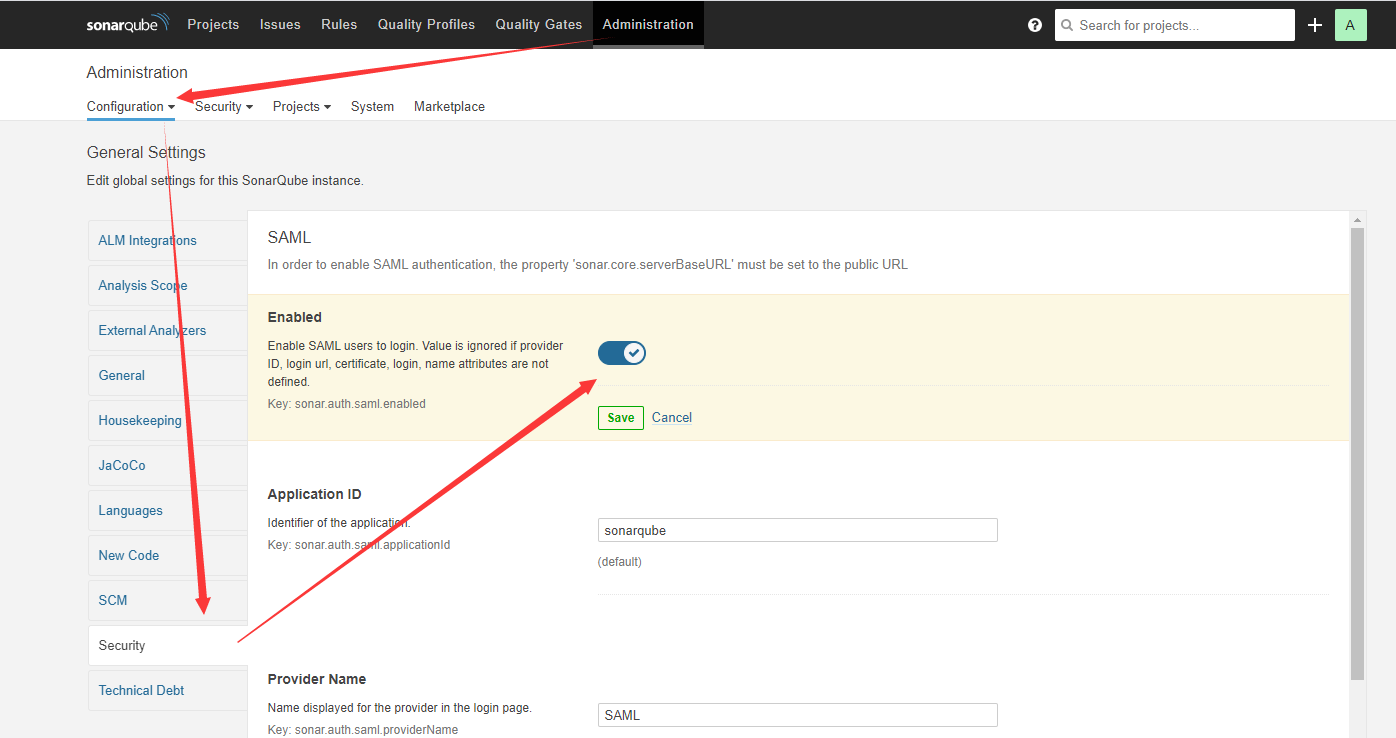 sonarqube Projects Issues Rules Quality Profiles Quality Gates Administration ? Search for projects... A
Administration
Configuration Security Projects System Marketplace
General Settings
Edit global settings for this SonarQube instance.
ALM Integrations
Analysis Scope
External Analyzers
General
Housekeeping
JaCoCo
Languages
New Code
SCM
Security
Technical Debt
SAML
In order to enable SAML authentication, the property 'sonar.core.serverBaseURL' must be set to the public URL
Enabled
Enable SAML users to login. Value is ignored if provider
ID, login url, certificate, login, name attributes are not
defined.
Key: sonar.auth.saml.enabled
Save Cancel
Application ID
Identifier of the application.
Key: sonar.auth.saml.applicationId
sonarqube
(default)
Provider Name
Name displayed for the provider in the login page.
Key: sonar.auth.saml.providerName
SAML